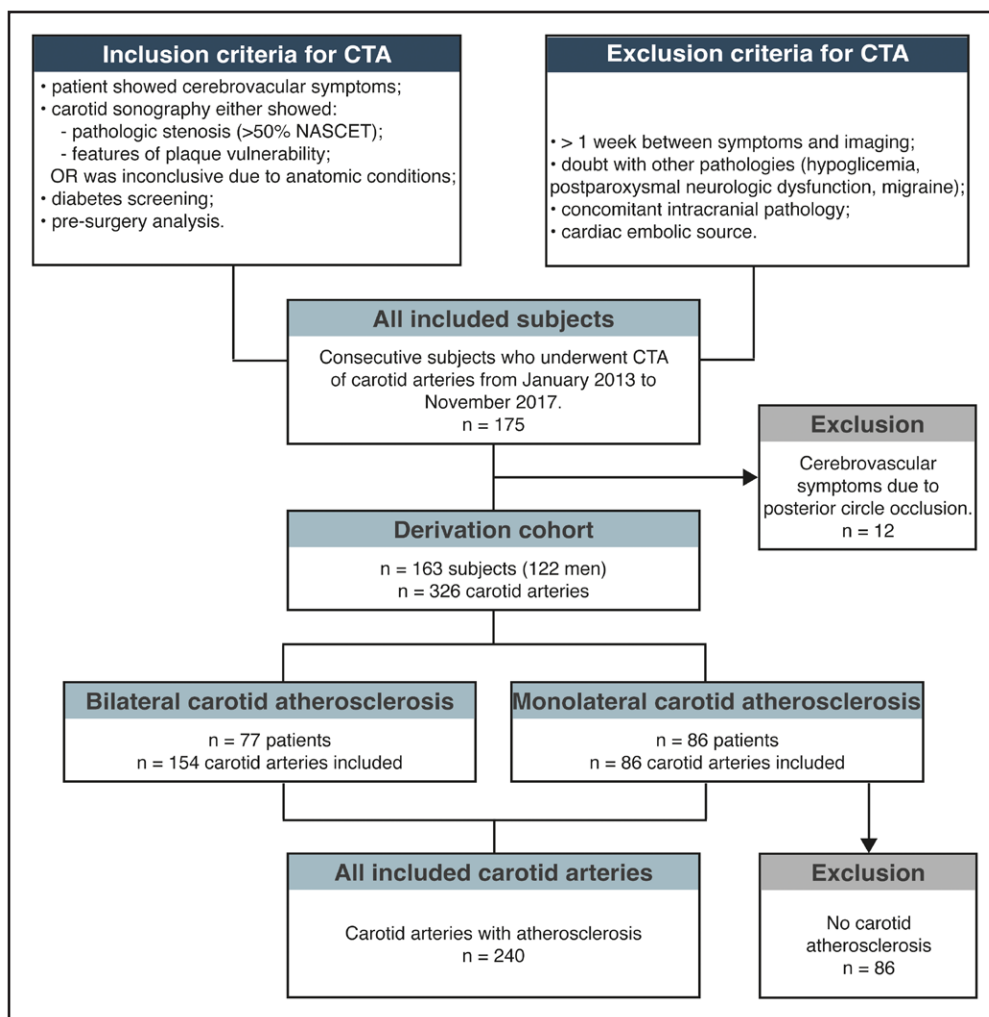 Inclusion criteria for CTA
• patient showed cerebrovascular symptoms;
• carotid sonography either showed:
- pathologic stenosis (>50% NASCET);
- features of plaque vulnerability;
OR was inconclusive due to anatomic conditions;
• diabetes screening;
• pre-surgery analysis.
Exclusion criteria for CTA
• > 1 week between symptoms and imaging;
• doubt with other pathologies (hypoglicemia,
postparoxysmal neurologic dysfunction, migraine);
• concomitant intracranial pathology;
• cardiac embolic source.
All included subjects
Consecutive subjects who underwent CTA
of carotid arteries from January 2013 to
November 2017.
n = 175
Exclusion
Cerebrovascular
symptoms due to
posterior circle occlusion.
n = 12
Derivation cohort
n = 163 subjects (122 men)
n = 326 carotid arteries
Bilateral carotid atherosclerosis
n = 77 patients
n = 154 carotid arteries included
Monolateral carotid atherosclerosis
n = 86 patients
n = 86 carotid arteries included
All included carotid arteries
Carotid arteries with atherosclerosis
n = 240
Exclusion
No carotid
atherosclerosis
n = 86